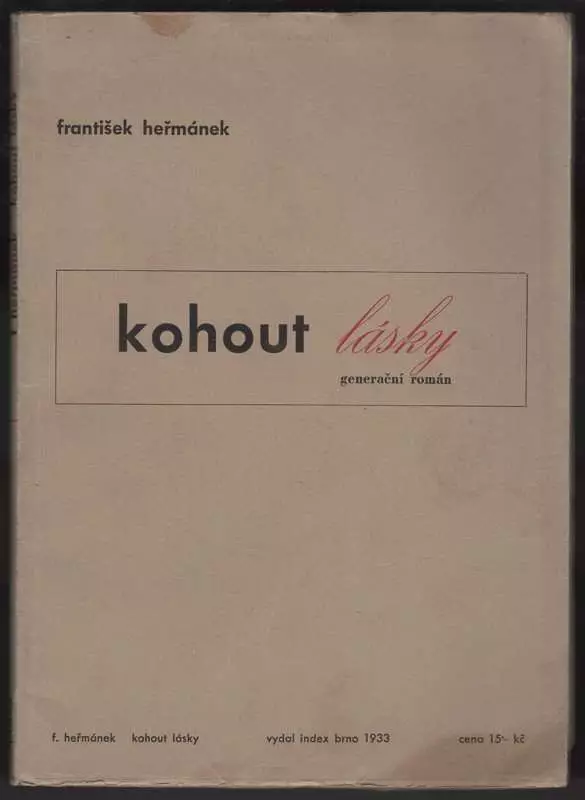 františek heřmánek
kohout lásky
generační román
f. heřmánek kohout lásky vydal index brno 1933 cena 15·– kč